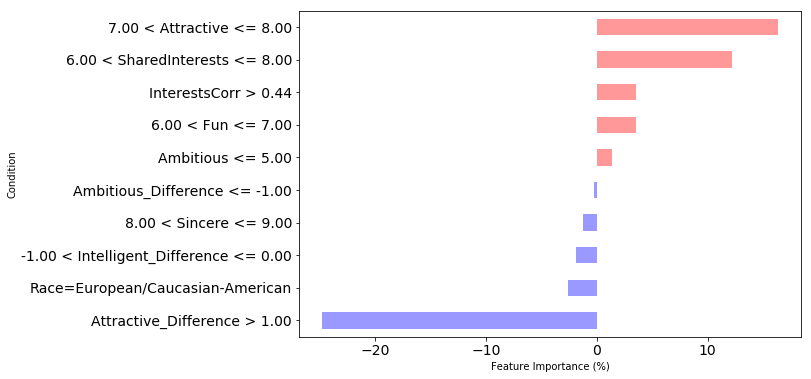 7.00 < Attractive <= 8.00
6.00 < SharedInterests <= 8.00
InterestsCorr > 0.44
6.00 < Fun <= 7.00
Ambitious <= 5.00
Ambitious_Difference <= -1.00
8.00 < Sincere <= 9.00
-1.00 < Intelligent_Difference <= 0.00
Race=European/Caucasian-American
Attractive_Difference > 1.00
Condition
−20 −10 0 10
Feature Importance (%)